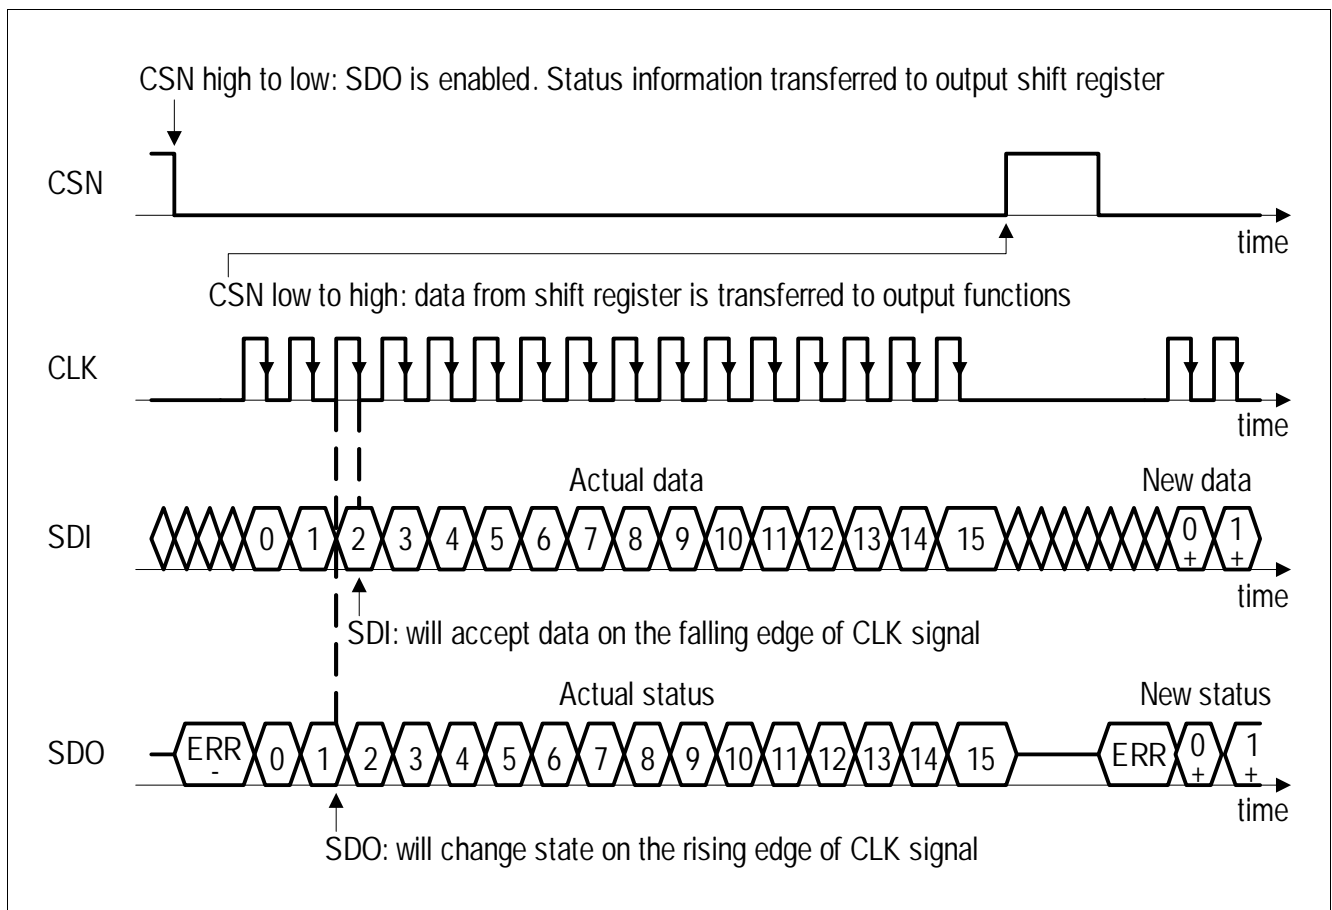 CSN high to low: SDO is enabled. Status information transferred to output shift register
CSN
time
CSN low to high: data from shift register is transferred to output functions
CLK
time
Actual data New data
SDI 0 1 2 3 4 5 6 7 8 9 10 11 12 13 14 15 0 1
+ +
time
SDI: will accept data on the falling edge of CLK signal
Actual status New status
SDO ERR 0 1 2 3 4 5 6 7 8 9 10 11 12 13 14 15 ERR 0 1
- + +
time
SDO: will change state on the rising edge of CLK signal